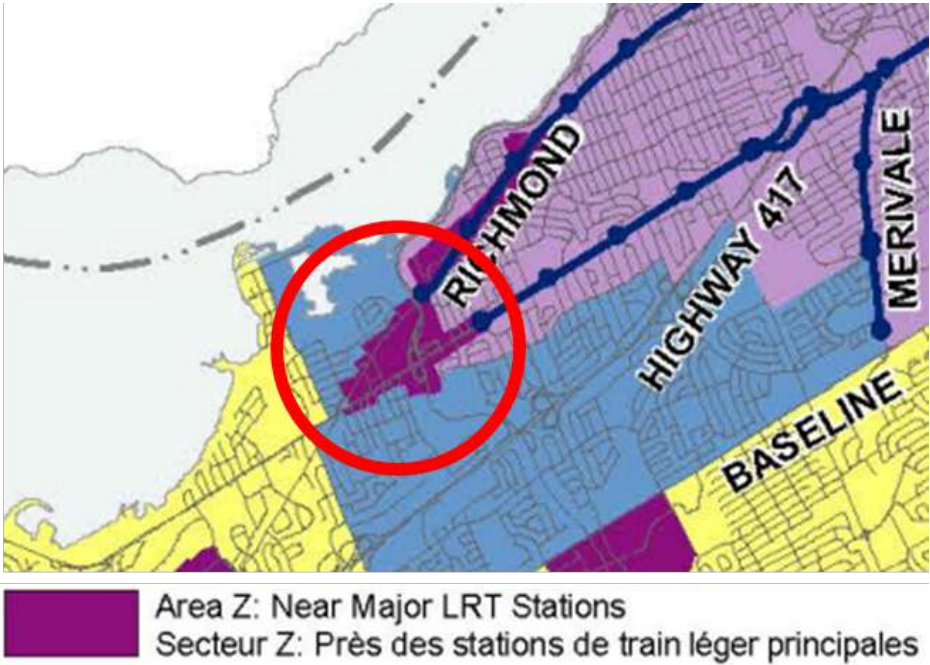 RICHMOND
HIGHWAY 417
MERIVALE
BASELINE
Area Z: Near Major LRT Stations
Secteur Z: Près des stations de train léger principales